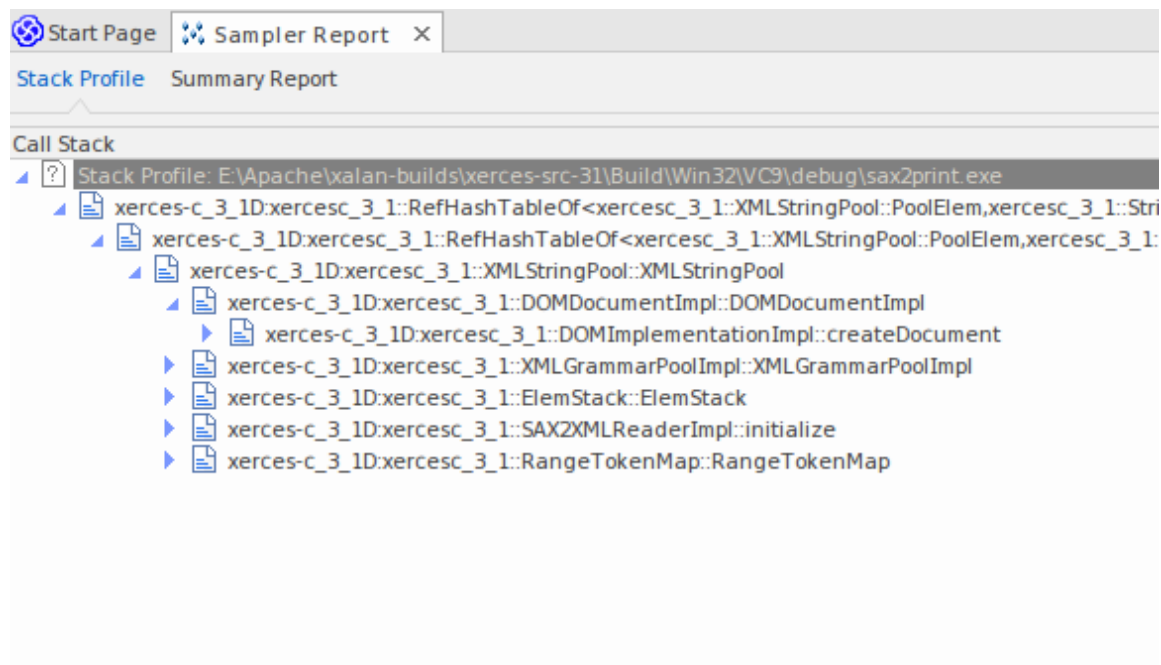 Start Page Sampler Report
Stack Profile Summary Report
Call Stack
? Stack Profile: E:\Apache\xalan-builds\xerces-src-31\Build\Win32\VC9\debug\sax2print.exe
xerces-c_3_1D:xercesc_3_1::RefHashTableOf<xercesc_3_1::XMLStringPool::PoolElem,xercesc_3_1::Stri
xerces-c_3_1D:xercesc_3_1::RefHashTableOf<xercesc_3_1::XMLStringPool::PoolElem,xercesc_3_1:
xerces-c_3_1D:xercesc_3_1::XMLStringPool::XMLStringPool
xerces-c_3_1D:xercesc_3_1::DOMDocumentImpl::DOMDocumentImpl
xerces-c_3_1D:xercesc_3_1::DOMImplementationImpl::createDocument
xerces-c_3_1D:xercesc_3_1::XMLGrammarPoolImpl::XMLGrammarPoolImpl
xerces-c_3_1D:xercesc_3_1::ElemStack::ElemStack
xerces-c_3_1D:xercesc_3_1::SAX2XMLReaderImpl::initialize
xerces-c_3_1D:xercesc_3_1::RangeTokenMap::RangeTokenMap